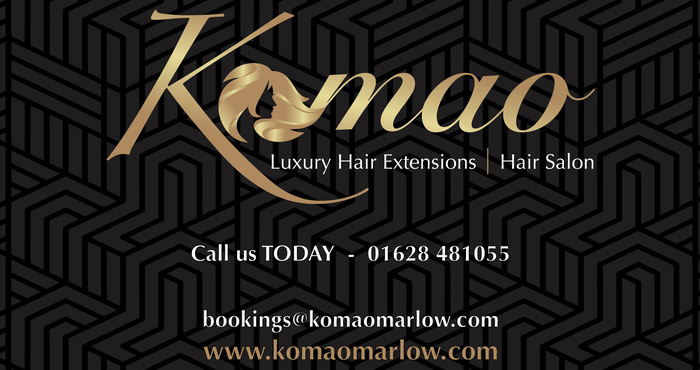 Komao
Luxury Hair Extensions | Hair Salon
Call us TODAY - 01628 481055
bookings@komaomarlow.com
www.komaomarlow.com